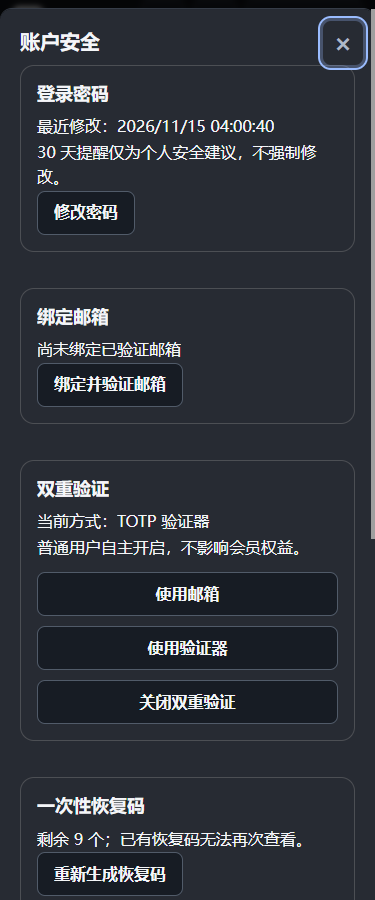 账户安全
×
登录密码
最近修改：2026/11/15 04:00:40
30 天提醒仅为个人安全建议，不强制修
改。
修改密码
绑定邮箱
尚未绑定已验证邮箱
绑定并验证邮箱
双重验证
当前方式：TOTP 验证器
普通用户自主开启，不影响会员权益。
使用邮箱
使用验证器
关闭双重验证
一次性恢复码
剩余 9 个；已有恢复码无法再次查看。
重新生成恢复码